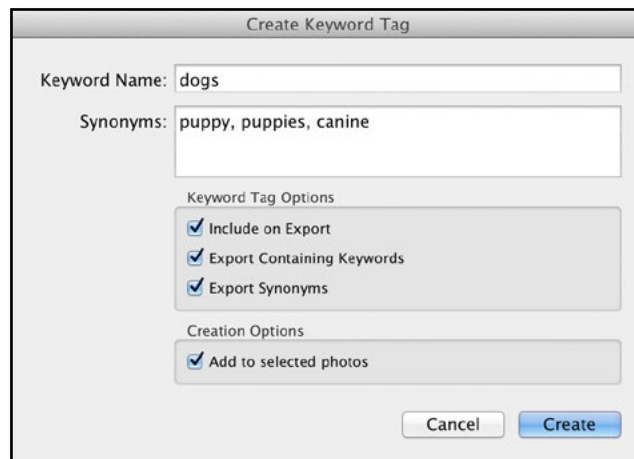 Create Keyword Tag
Keyword Name: dogs
Synonyms: puppy, puppies, canine
Keyword Tag Options
Include on Export
Export Containing Keywords
Export Synonyms
Creation Options
Add to selected photos
Cancel Create